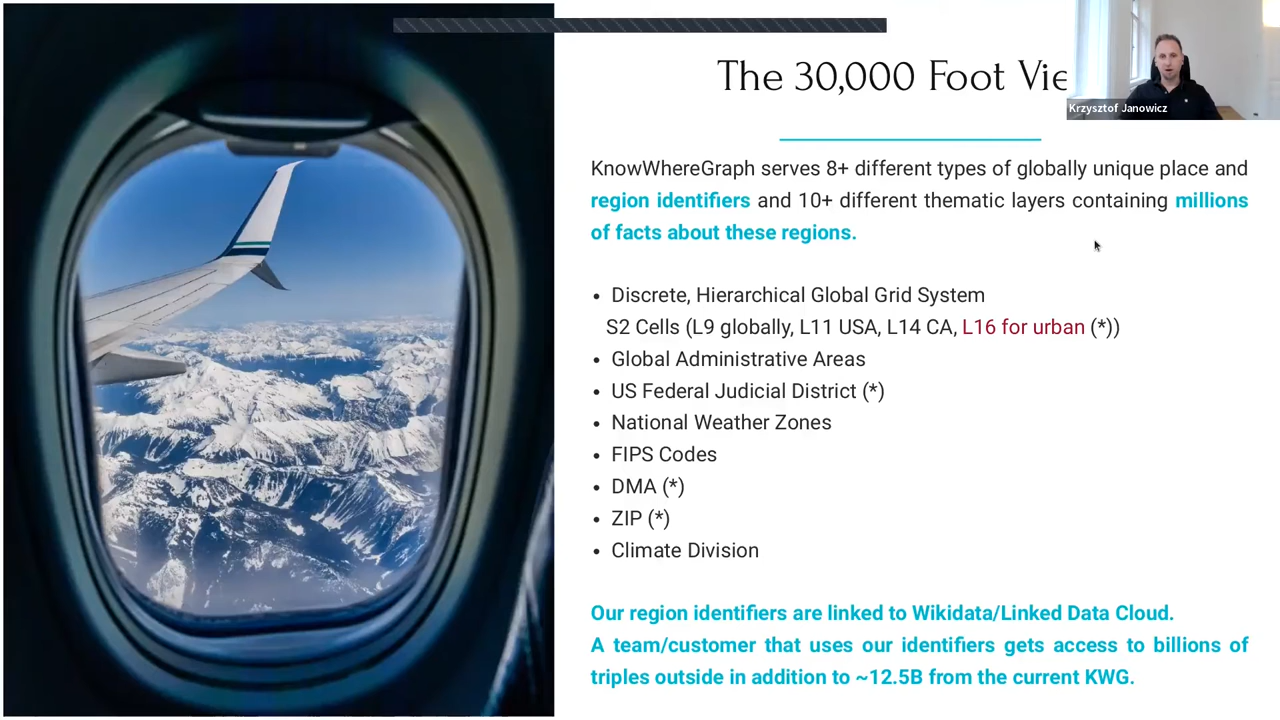 The 30,000 Foot Vie
Krzysztof Janowicz
KnowWhereGraph serves 8+ different types of globally unique place and
region identifiers and 10+ different thematic layers containing millions
of facts about these regions.
• Discrete, Hierarchical Global Grid System
S2 Cells (L9 globally, L11 USA, L14 CA, L16 for urban (*))
• Global Administrative Areas
• US Federal Judicial District (*)
• National Weather Zones
• FIPS Codes
• DMA (*)
• ZIP (*)
• Climate Division
Our region identifiers are linked to Wikidata/Linked Data Cloud.
A team/customer that uses our identifiers gets access to billions of
triples outside in addition to ~12.5B from the current KWG.